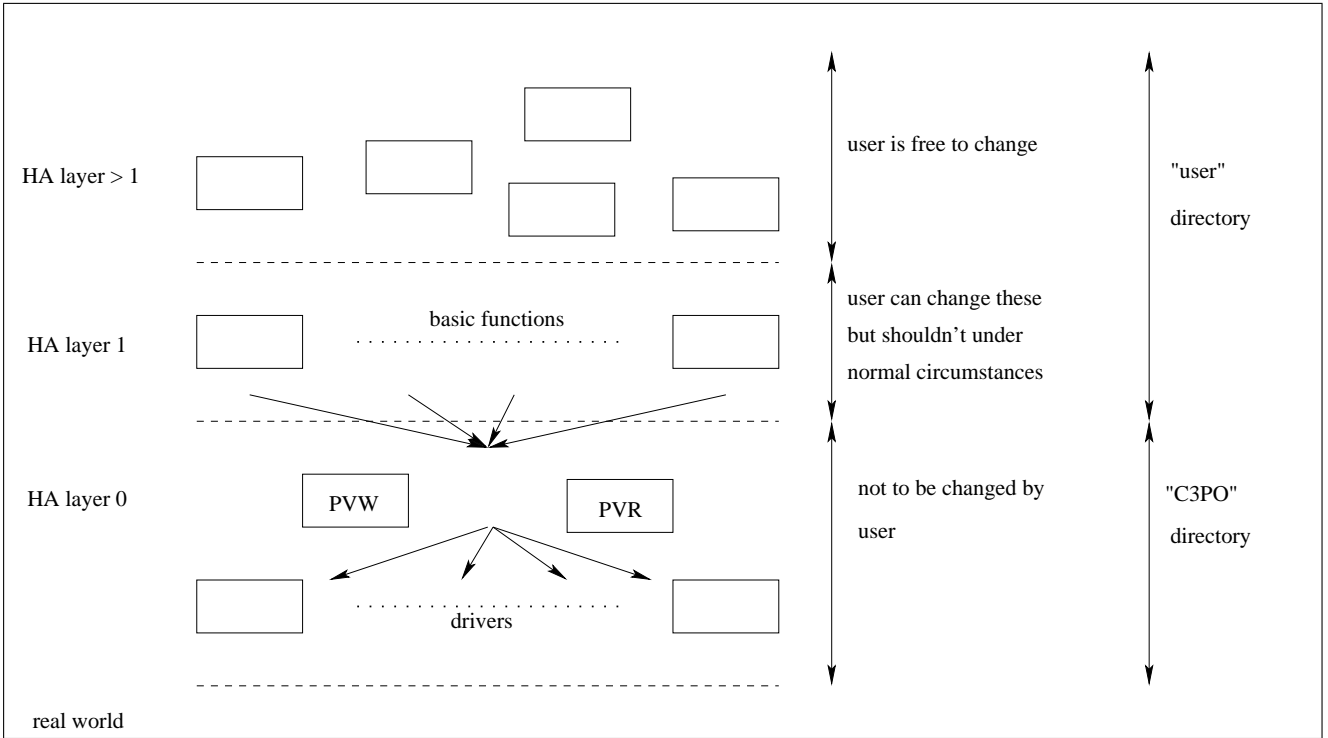 user is free to change
HA layer > 1
"user"
directory
basic functions
HA layer 1
user can change these
but shouldn't under
normal circumstances
HA layer 0
PVW
PVR
not to be changed by
user
"C3PO"
directory
drivers
real world